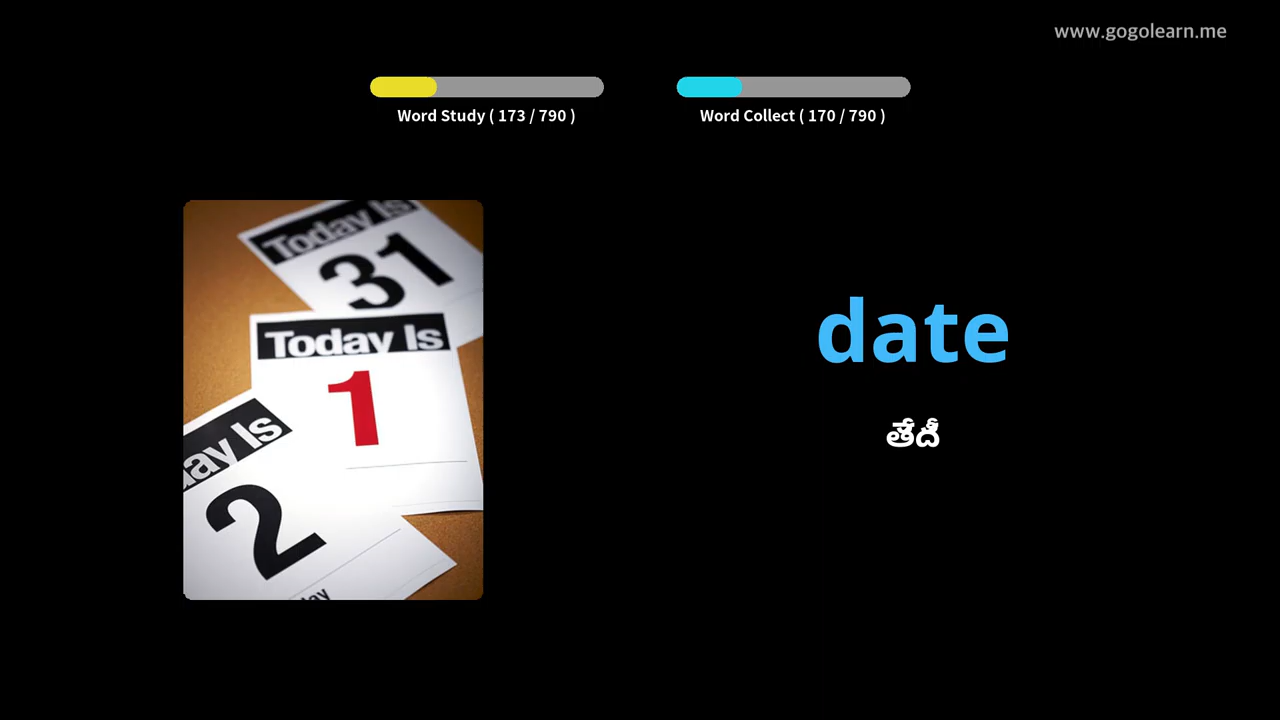 www.gogolearn.me
Word Study ( 173 / 790 )
Word Collect ( 170 / 790 )
Today Is
31
Today Is
1
day Is
2
date
తేదీ